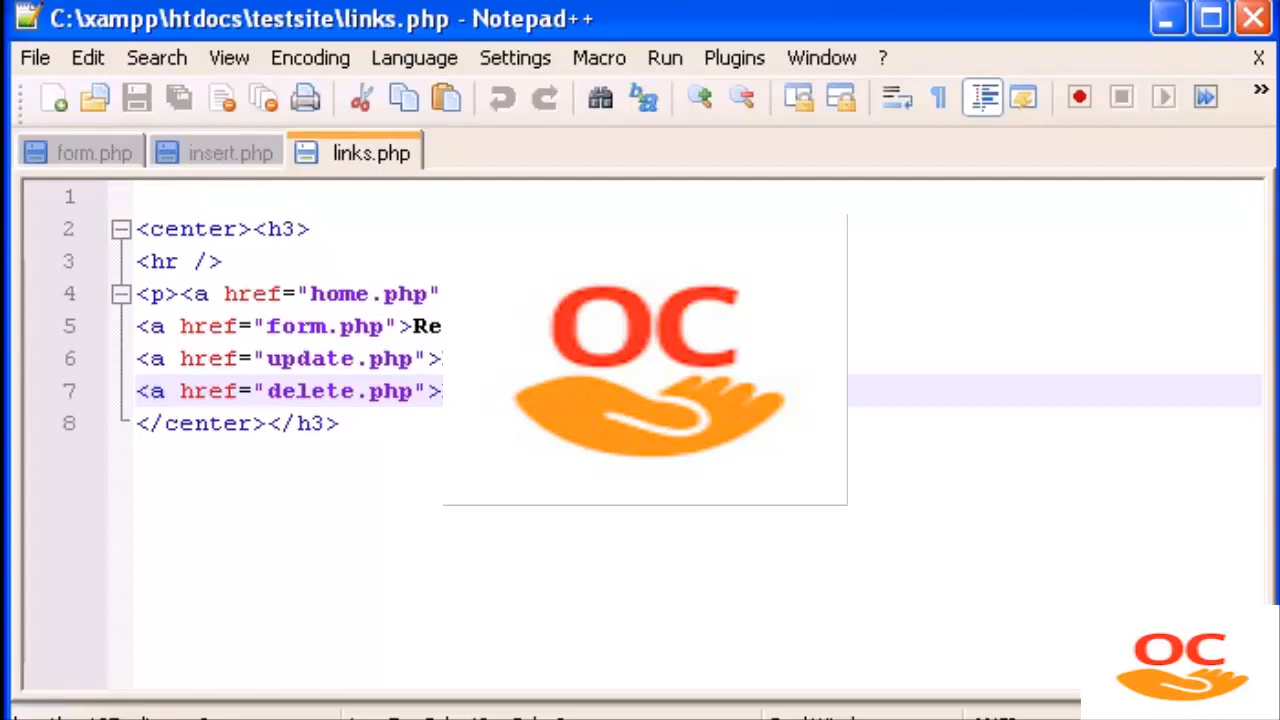 C:\xampp\htdocs\testsite\links.php - Notepad++
File Edit Search View Encoding Language Settings Macro Run Plugins Window ? X
form.php insert.php links.php
1
2 <center><h3>
3 <hr />
4 <p><a href="home.php"
5 <a href="form.php">Re
6 <a href="update.php">
7 <a href="delete.php">
8 </center></h3>
OC
OC